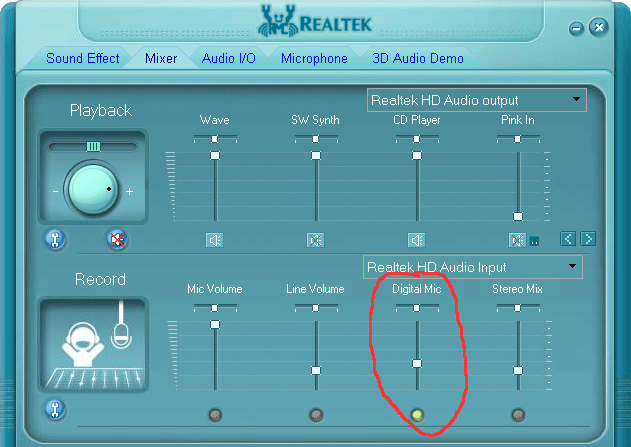 REALTEK
Sound Effect Mixer Audio I/O Microphone 3D Audio Demo
Realtek HD Audio output
Playback
Wave SW Synth CD Player Pink In
Realtek HD Audio Input
Record
Mic Volume Line Volume Digital Mic Stereo Mix